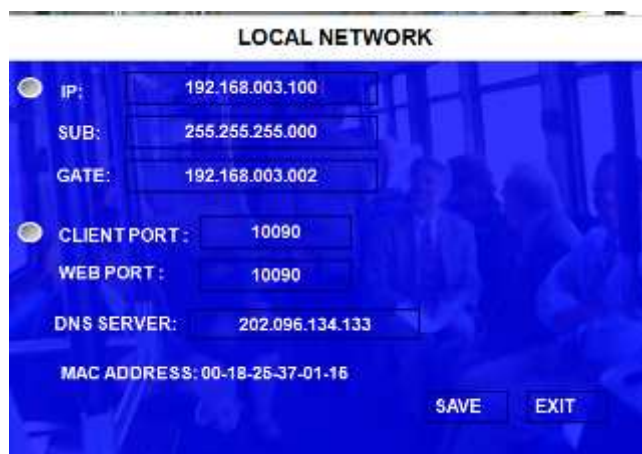 LOCAL NETWORK
IP: 192.168.003.100
SUB: 255.255.255.000
GATE: 192.168.003.002
CLIENT PORT : 10090
WEB PORT : 10090
DNS SERVER: 202.096.134.133
MAC ADDRESS: 00-18-25-37-01-16
SAVE EXIT